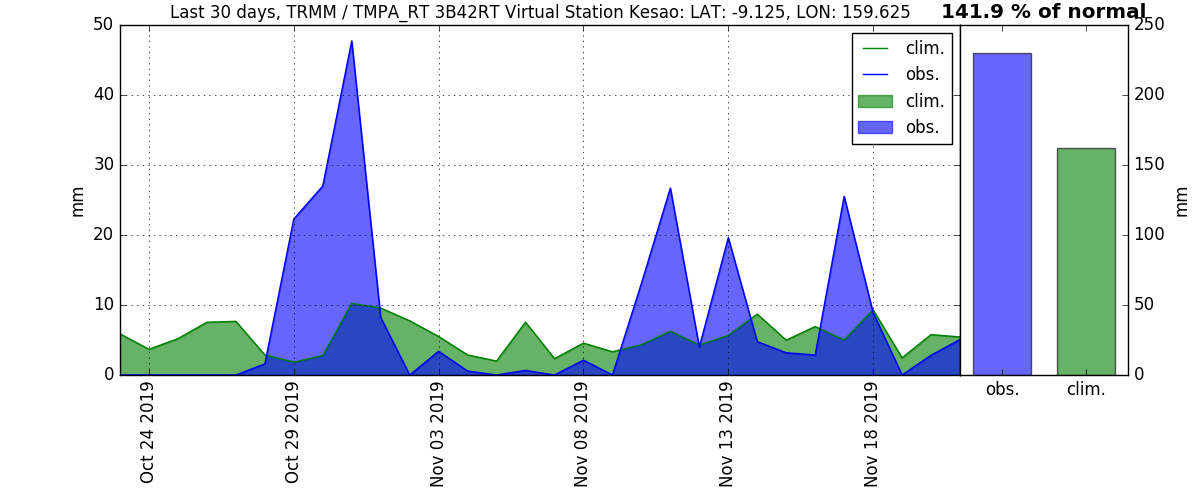 Last 30 days, TRMM / TMPA_RT 3B42RT Virtual Station Kesao: LAT: -9.125, LON: 159.625
141.9 % of normal
50
40
30
20
10
0
mm
clim.
obs.
clim.
obs.
Oct 24 2019
Oct 29 2019
Nov 03 2019
Nov 08 2019
Nov 13 2019
Nov 18 2019
250
200
150
100
50
0
mm
obs.
clim.